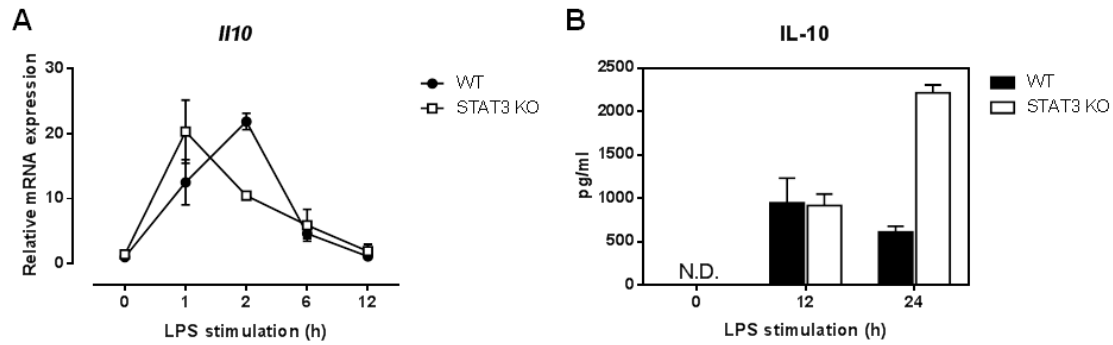 A
Il10
Relative mRNA expression
30
20
10
0
0 1 2 6 12
LPS stimulation (h)
WT
STAT3 KO
B
IL-10
pg/ml
2500
2000
1500
1000
500
0
N.D.
0 12 24
LPS stimulation (h)
WT
STAT3 KO